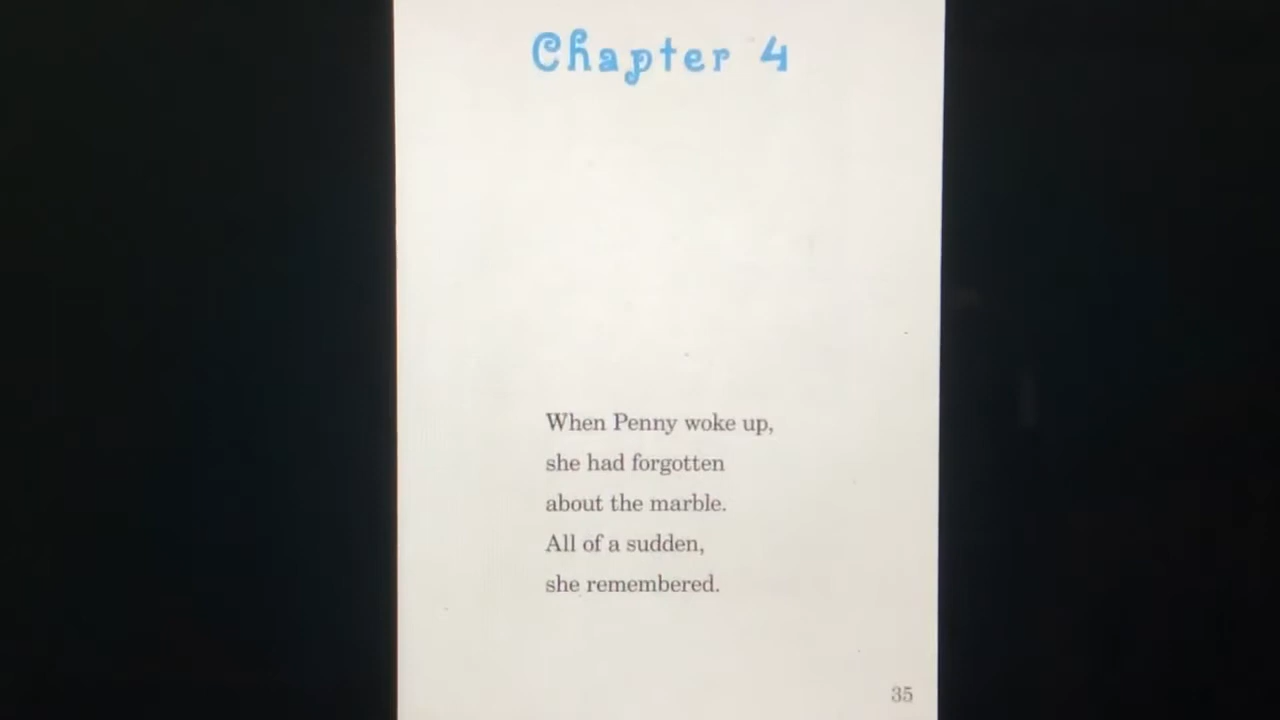 Chapter 4
When Penny woke up,
she had forgotten
about the marble.
All of a sudden,
she remembered.
35